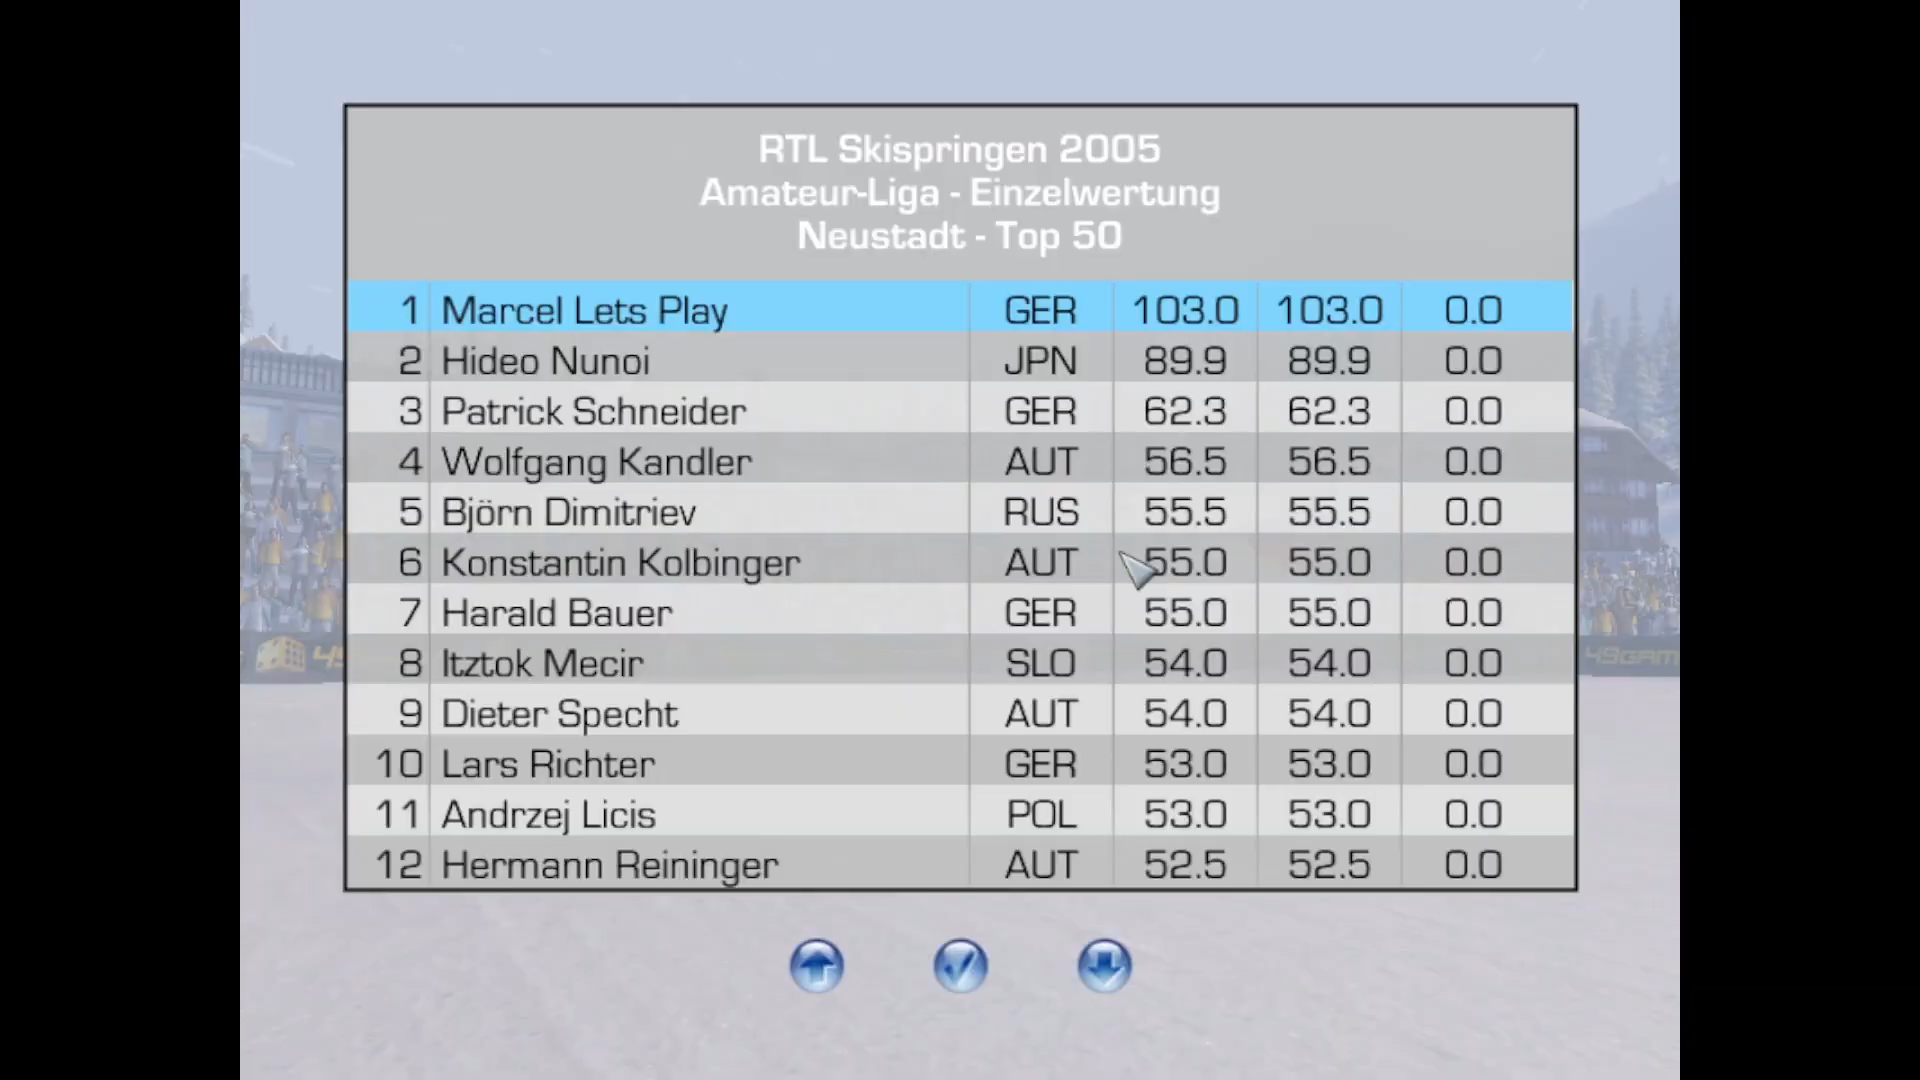 RTL Skispringen 2005
Amateur-Liga - Einzelwertung
Neustadt - Top 50
1 Marcel Lets Play GER 103.0 103.0 0.0
2 Hideo Nunoi JPN 89.9 89.9 0.0
3 Patrick Schneider GER 62.3 62.3 0.0
4 Wolfgang Kandler AUT 56.5 56.5 0.0
5 Björn Dimitriev RUS 55.5 55.5 0.0
6 Konstantin Kolbinger AUT 55.0 55.0 0.0
7 Harald Bauer GER 55.0 55.0 0.0
8 Itztok Mecir SLO 54.0 54.0 0.0
9 Dieter Specht AUT 54.0 54.0 0.0
10 Lars Richter GER 53.0 53.0 0.0
11 Andrzej Licis POL 53.0 53.0 0.0
12 Hermann Reininger AUT 52.5 52.5 0.0